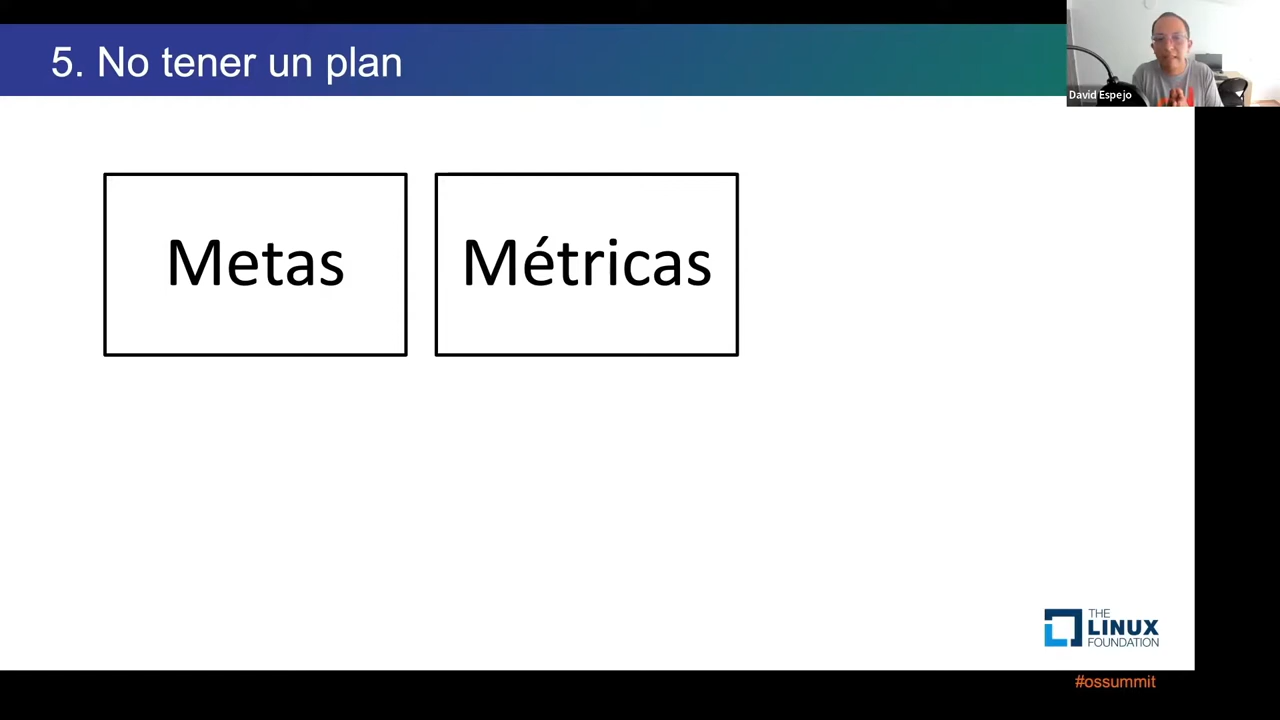 5. No tener un plan
David Espejo
Metas
Métricas
THE
LINUX
FOUNDATION
#ossummit